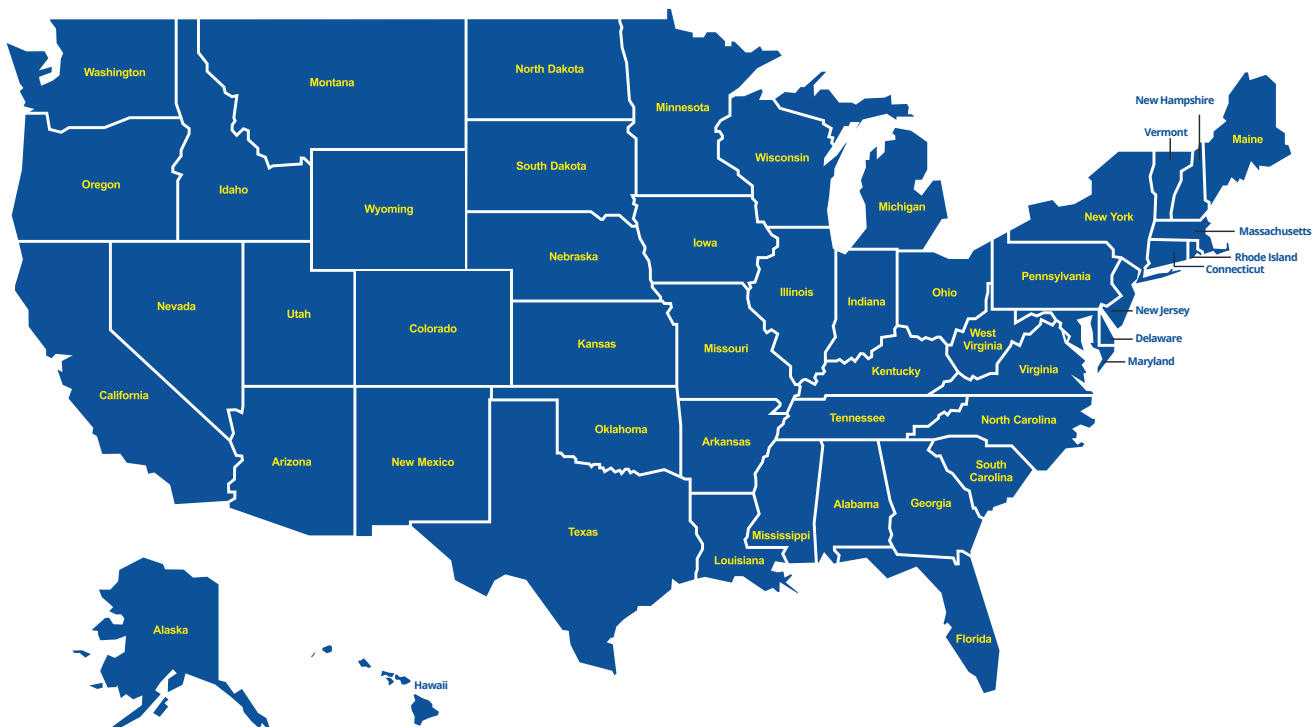 New Hampshire
Washington
North Dakota
Montana
Minnesota
Vermont
Maine
Wisconsin
South Dakota
Oregon
Idaho
Wyoming
Michigan
New York
Massachusetts
Iowa
Nebraska
Rhode Island
Connecticut
Pennsylvania
Nevada
Utah
Illinois
Indiana
Ohio
New Jersey
Colorado
Kansas
Missouri
West
Virginia
Delaware
Maryland
Kentucky
Virginia
California
Tennessee
North Carolina
Oklahoma
Arkansas
Arizona
New Mexico
South
Carolina
Alabama
Georgia
Texas
Mississippi
Louisiana
Alaska
Florida
Hawaii